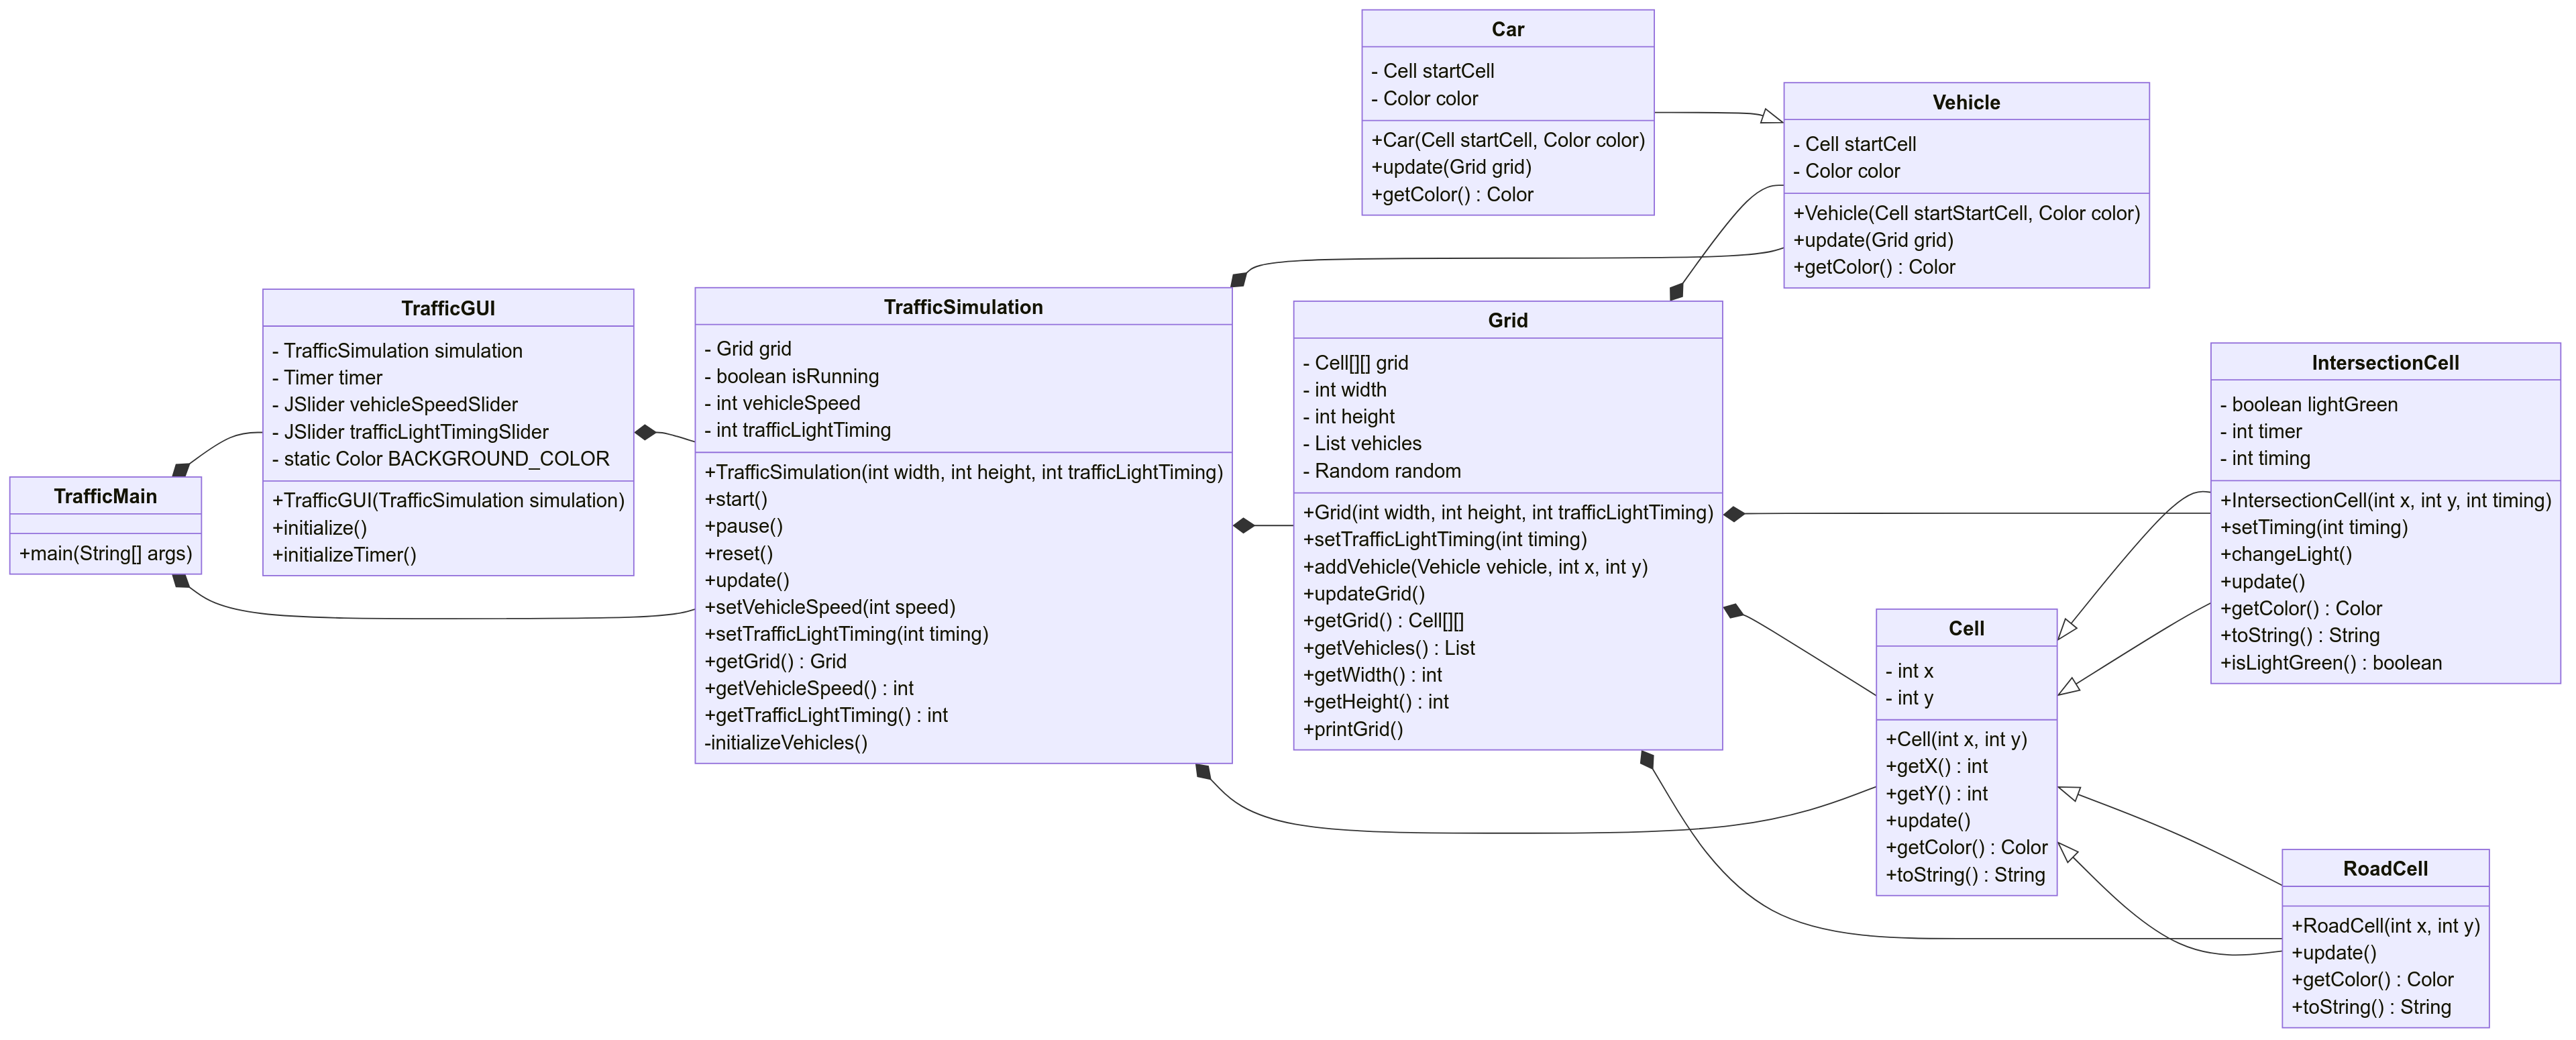 TrafficMain
+main(String[] args)
TrafficGUI
- TrafficSimulation simulation
- Timer timer
- JSlider vehicleSpeedSlider
- JSlider trafficLightTimingSlider
- static Color BACKGROUND_COLOR
+TrafficGUI(TrafficSimulation simulation)
+initialize()
+initializeTimer()
TrafficSimulation
- Grid grid
- boolean isRunning
- int vehicleSpeed
- int trafficLightTiming
+TrafficSimulation(int width, int height, int trafficLightTiming)
+start()
+pause()
+reset()
+update()
+setVehicleSpeed(int speed)
+setTrafficLightTiming(int timing)
+getGrid() : Grid
+getVehicleSpeed() : int
+getTrafficLightTiming() : int
-initializeVehicles()
Car
- Cell startCell
- Color color
+Car(Cell startCell, Color color)
+update(Grid grid)
+getColor() : Color
Grid
- Cell[][] grid
- int width
- int height
- List vehicles
- Random random
+Grid(int width, int height, int trafficLightTiming)
+setTrafficLightTiming(int timing)
+addVehicle(Vehicle vehicle, int x, int y)
+updateGrid()
+getGrid() : Cell[][]
+getVehicles() : List
+getWidth() : int
+getHeight() : int
+printGrid()
Vehicle
- Cell startCell
- Color color
+Vehicle(Cell startStartCell, Color color)
+update(Grid grid)
+getColor() : Color
Cell
- int x
- int y
+Cell(int x, int y)
+getX() : int
+getY() : int
+update()
+getColor() : Color
+toString() : String
IntersectionCell
- boolean lightGreen
- int timer
- int timing
+IntersectionCell(int x, int y, int timing)
+setTiming(int timing)
+changeLight()
+update()
+getColor() : Color
+toString() : String
+isLightGreen() : boolean
RoadCell
+RoadCell(int x, int y)
+update()
+getColor() : Color
+toString() : String